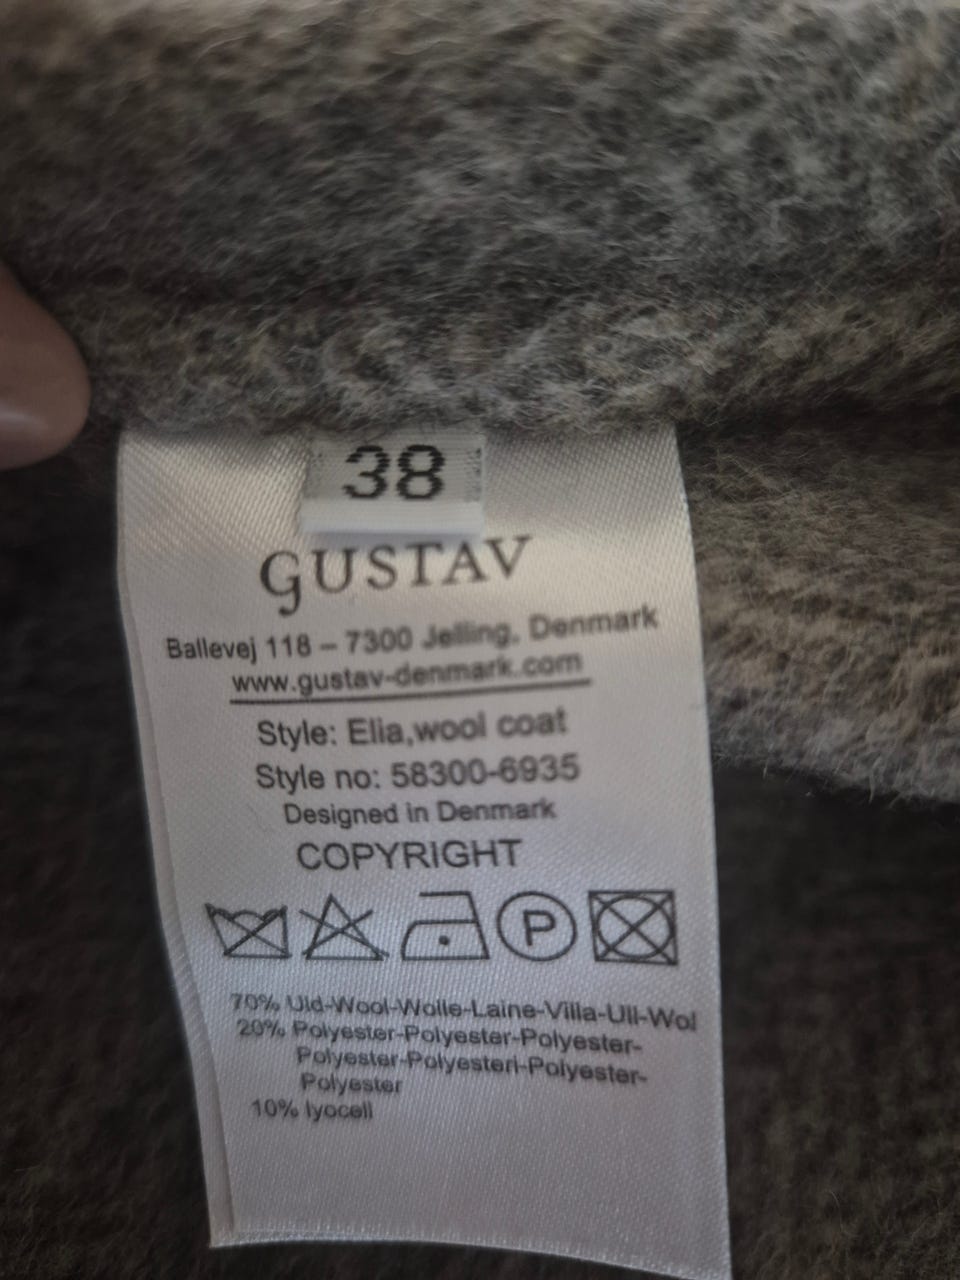 38
GUSTAV
Ballevej 118 – 7300 Jelling, Denmark
www.gustav-denmark.com
Style: Elia,wool coat
Style no: 58300-6935
Designed in Denmark
COPYRIGHT
P
70% Uld-Wool-Wolle-Laine-Villa-Ull-Wol
20% Polyester-Polyester-Polyester-
Polyester-Polyesteri-Polyester-
Polyester
10% lyocell